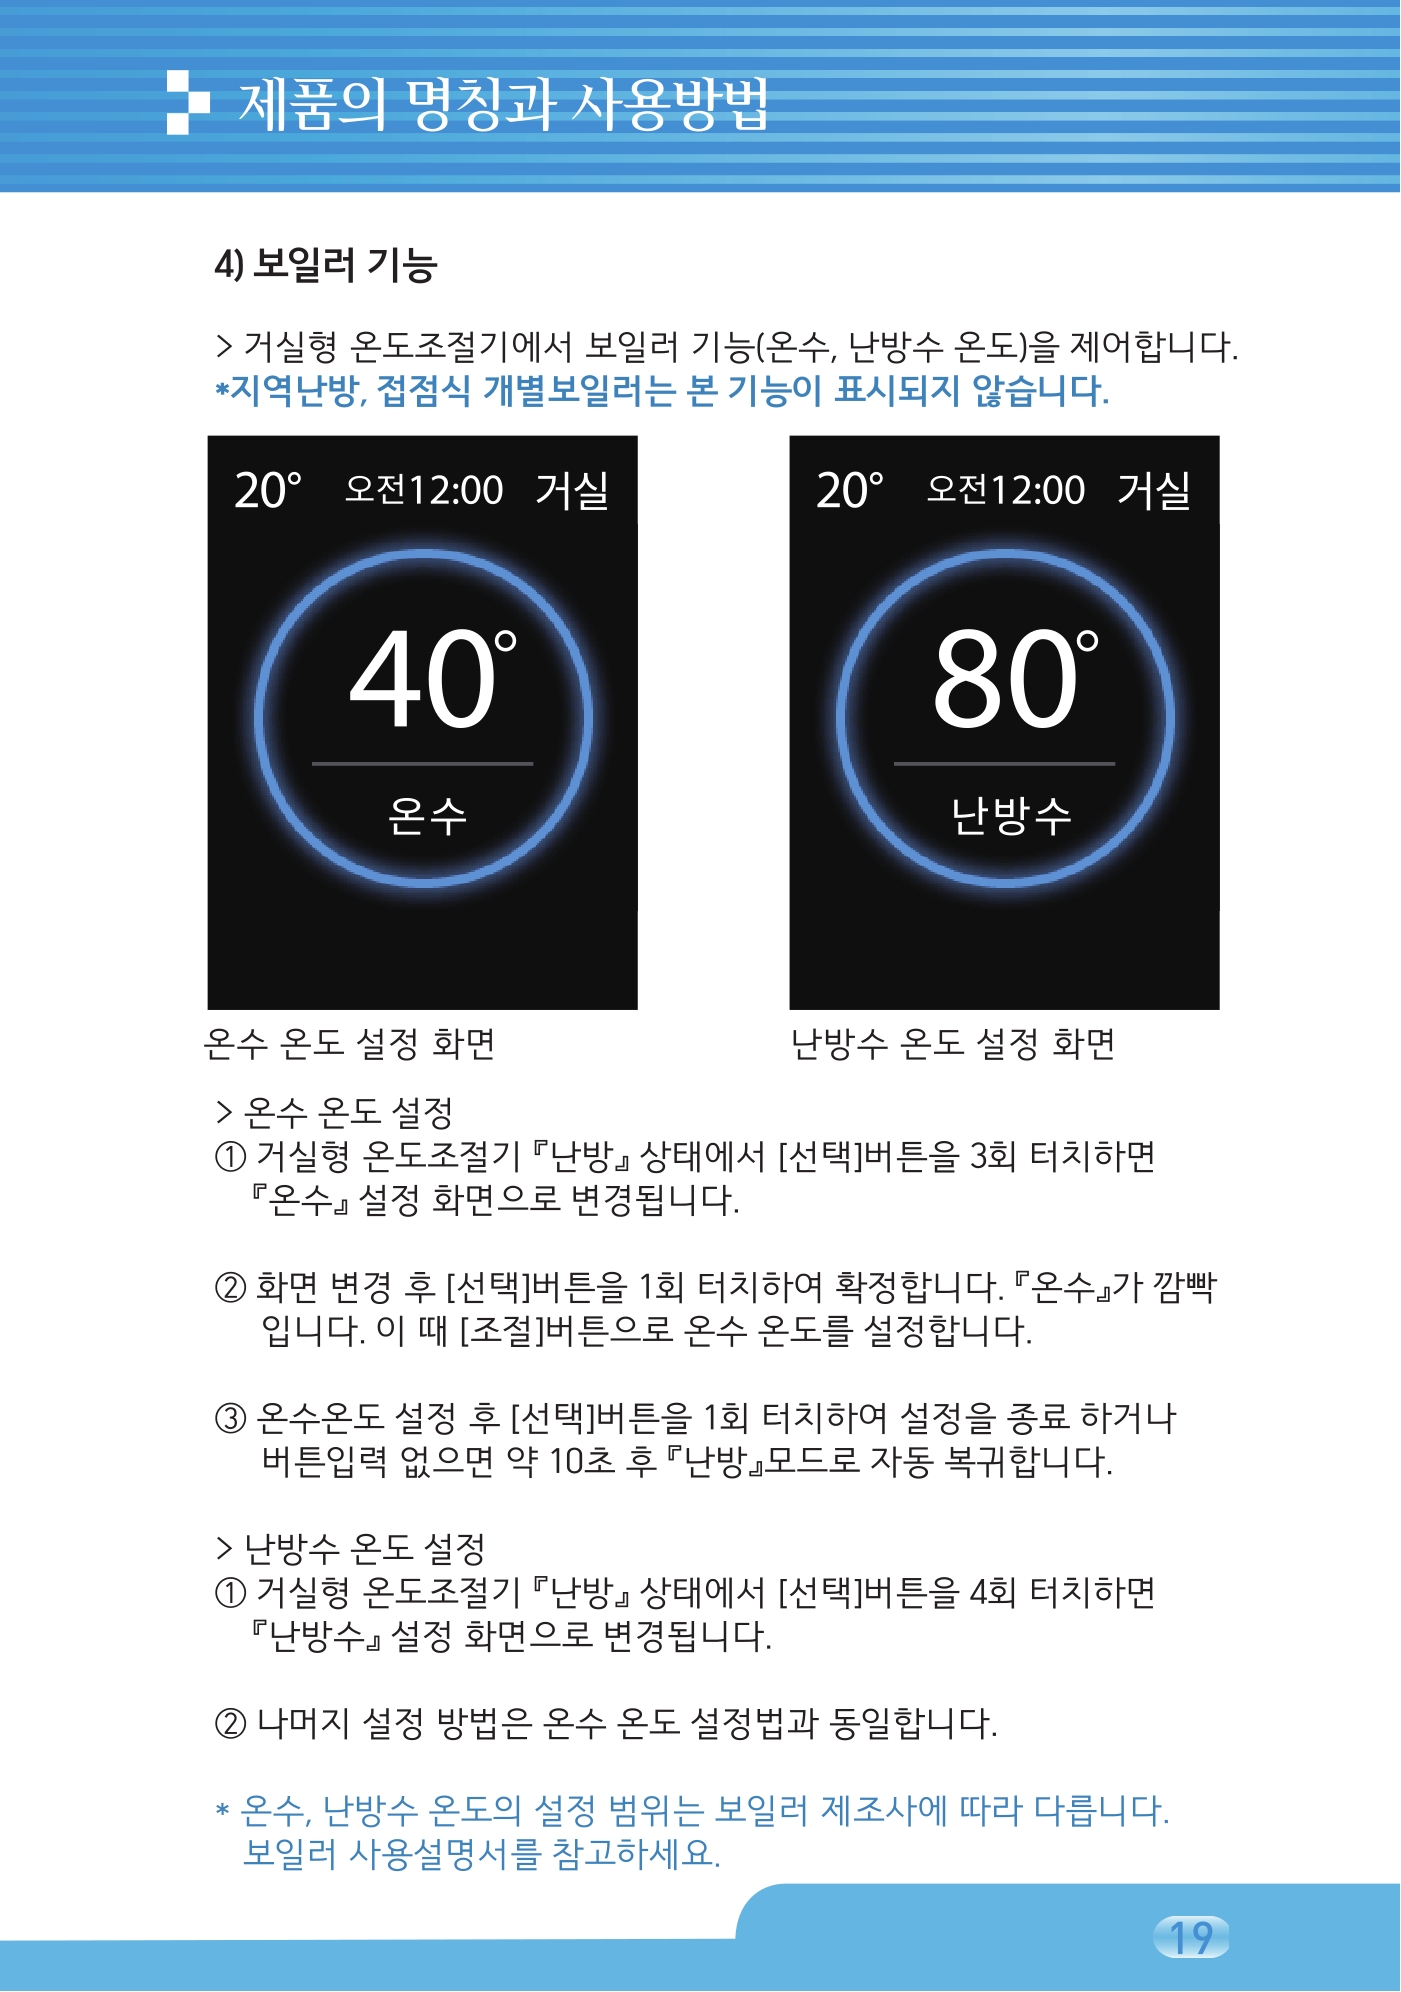 제품의 명칭과 사용방법
4) 보일러 기능
> 거실형 온도조절기에서 보일러 기능(온수, 난방수 온도)을 제어합니다.
*지역난방, 접점식 개별보일러는 본 기능이 표시되지 않습니다.
20° 오전12:00 거실
40°
온수
20° 오전12:00 거실
80°
난방수
온수 온도 설정 화면
난방수 온도 설정 화면
> 온수 온도 설정
① 거실형 온도조절기『난방』상태에서 [선택]버튼을 3회 터치하면
『온수』설정 화면으로 변경됩니다.
② 화면 변경 후 [선택]버튼을 1회 터치하여 확정합니다.『온수』가 깜빡
입니다. 이 때 [조절]버튼으로 온수 온도를 설정합니다.
③ 온수온도 설정 후 [선택]버튼을 1회 터치하여 설정을 종료 하거나
버튼입력 없으면 약 10초 후『난방』모드로 자동 복귀합니다.
> 난방수 온도 설정
① 거실형 온도조절기『난방』상태에서 [선택]버튼을 4회 터치하면
『난방수』설정 화면으로 변경됩니다.
② 나머지 설정 방법은 온수 온도 설정법과 동일합니다.
* 온수, 난방수 온도의 설정 범위는 보일러 제조사에 따라 다릅니다.
보일러 사용설명서를 참고하세요.
19